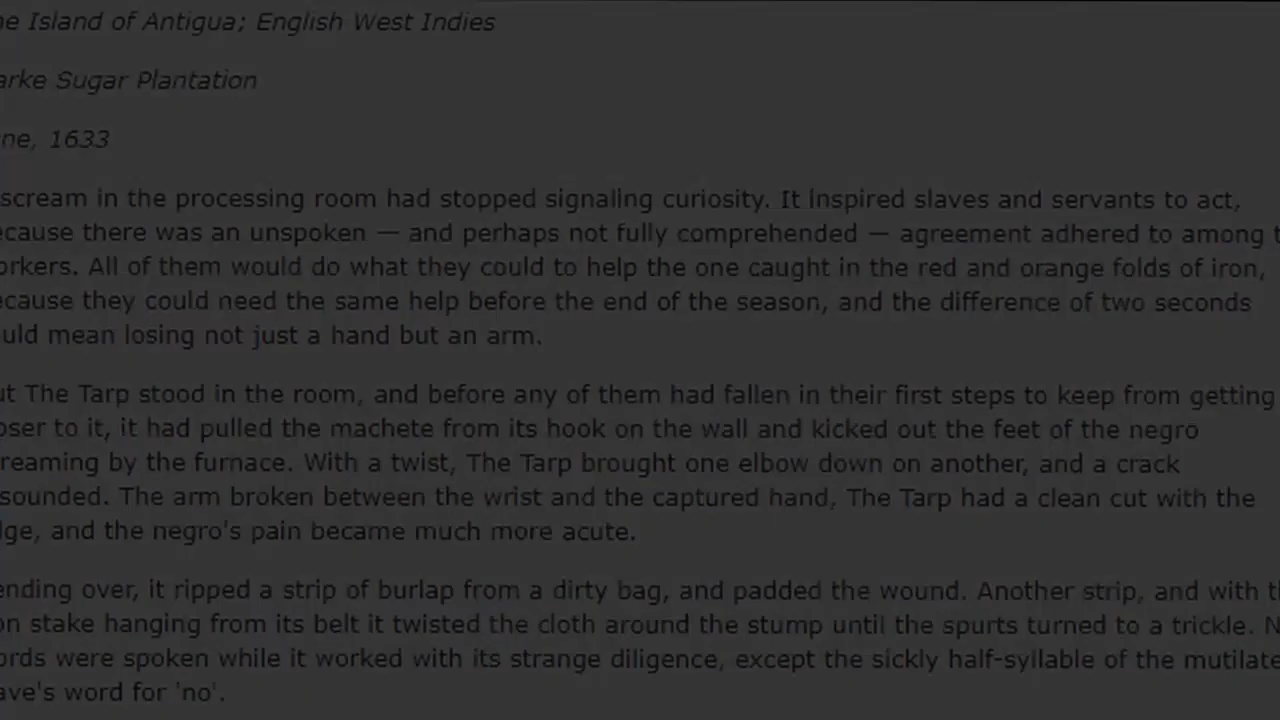 ne Island of Antigua; English West Indies
arke Sugar Plantation
ne, 1633
scream in the processing room had stopped signaling curiosity. It inspired slaves and servants to act,
ecause there was an unspoken — and perhaps not fully comprehended — agreement adhered to among t
orkers. All of them would do what they could to help the one caught in the red and orange folds of iron,
ecause they could need the same help before the end of the season, and the difference of two seconds
uld mean losing not just a hand but an arm.
ut The Tarp stood in the room, and before any of them had fallen in their first steps to keep from getting
oser to it, it had pulled the machete from its hook on the wall and kicked out the feet of the negro
reaming by the furnace. With a twist, The Tarp brought one elbow down on another, and a crack
sounded. The arm broken between the wrist and the captured hand, The Tarp had a clean cut with the
dge, and the negro's pain became much more acute.
ending over, it ripped a strip of burlap from a dirty bag, and padded the wound. Another strip, and with th
on stake hanging from its belt it twisted the cloth around the stump until the spurts turned to a trickle. N
ords were spoken while it worked with its strange diligence, except the sickly half-syllable of the mutilate
ave's word for 'no'.